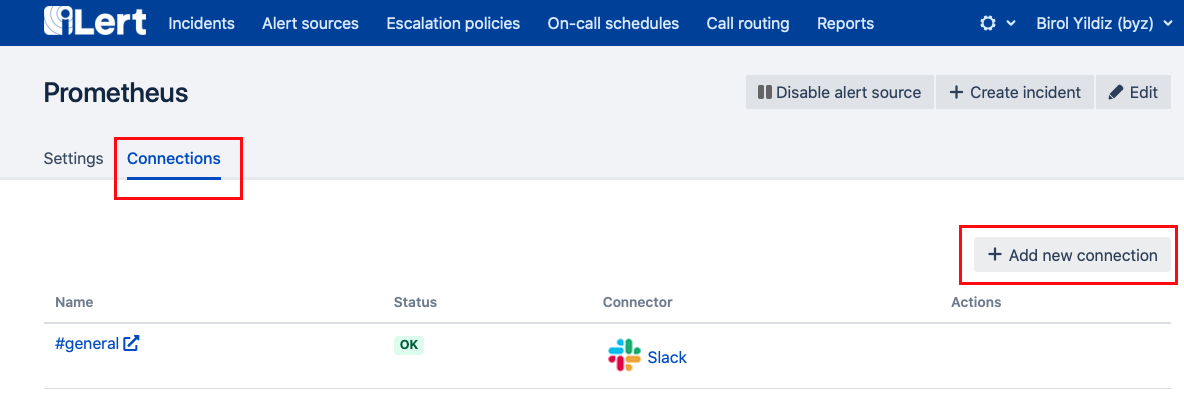 iLert Incidents Alert sources Escalation policies On-call schedules Call routing Reports Birol Yildiz (byz)
Prometheus Disable alert source + Create incident Edit
Settings Connections
+ Add new connection
Name Status Connector Actions
#general OK Slack